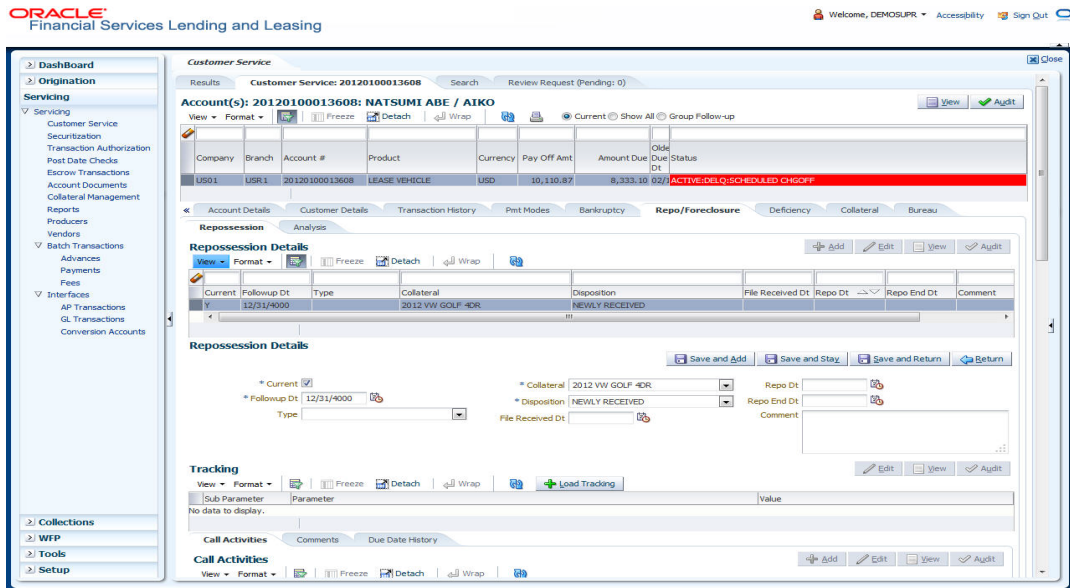 ORACLE®
Financial Services Lending and Leasing
Welcome, DEMOSUPR Accessibility Sign Out
Close
DashBoard
Origination
Servicing
Servicing
Customer Service
Securitization
Transaction Authorization
Post Date Checks
Escrow Transactions
Account Documents
Collateral Management
Reports
Producers
Vendors
Batch Transactions
Advances
Payments
Fees
Interfaces
AP Transactions
GL Transactions
Conversion Accounts
Collections
WFP
Tools
Setup
Customer Service
Results Customer Service: 20120100013608 Search Review Request (Pending: 0)
Account(s): 20120100013608: NATSUMI ABE / AIKO View Audit
View Format Freeze Detach Wrap Current Show All Group Follow-up
Company Branch Account # Product Currency Pay Off Amt Amount Due Olde Due Dt Status
US01 USR1 20120100013608 LEASE VEHICLE USD 10,110.87 8,333.10 02/1 ACTIVE:DELQ:SCHEDULED CHGOFF
« Account Details Customer Details Transaction History Pmt Modes Bankruptcy Repo/Foreclosure Deficiency Collateral Bureau
Repossession Analysis
Repossession Details Add Edit View Audit
View Format Freeze Detach Wrap
Current Followup Dt Type Collateral Disposition File Received Dt Repo Dt Repo End Dt Comment
Y 12/31/4000 2012 VW GOLF 4DR NEWLY RECEIVED
Repossession Details
Save and Add Save and Stay Save and Return Return
* Current * Collateral 2012 VW GOLF 4DR Repo Dt
* Followup Dt 12/31/4000 * Disposition NEWLY RECEIVED Repo End Dt
Type File Received Dt Comment
Tracking Edit View Audit
View Format Freeze Detach Wrap Load Tracking
Sub Parameter Parameter Value
No data to display.
Call Activities Comments Due Date History
Call Activities Add Edit View Audit
View Format Freeze Detach Wrap